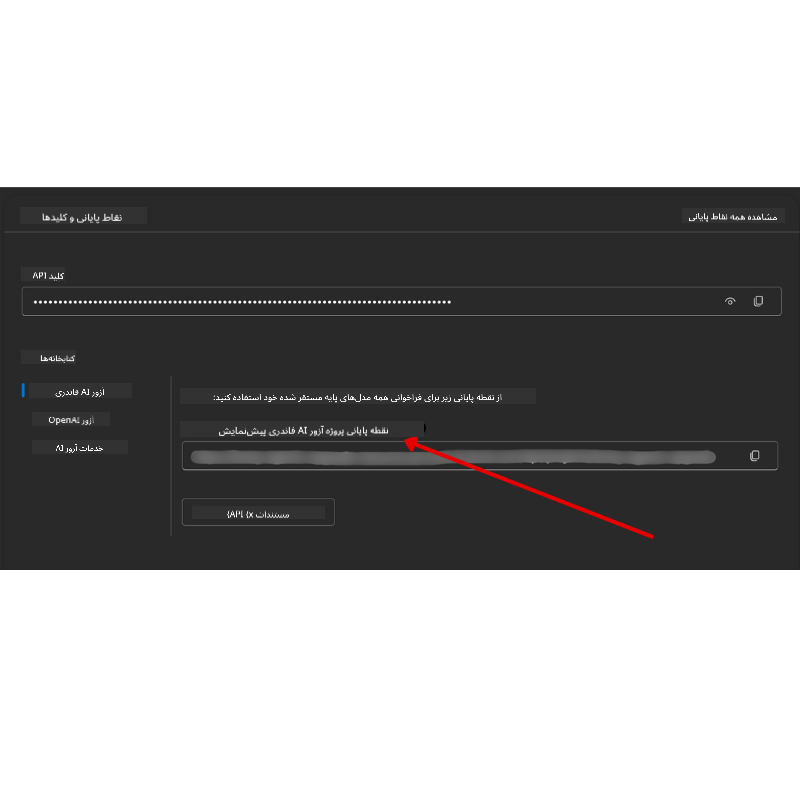 نقاط پایانی و کلیدها
مشاهده همه نقاط پایانی
کلید API
کتابخانه‌ها
آزور AI فاندری
آزور OpenAI
خدمات آزور AI
از نقطه پایانی زیر برای فراخوانی همه مدل‌های پایه مستقر شده خود استفاده کنید:
نقطه پایانی پروژه آزور AI فاندری پیش‌نمایش
مستندات API {x}